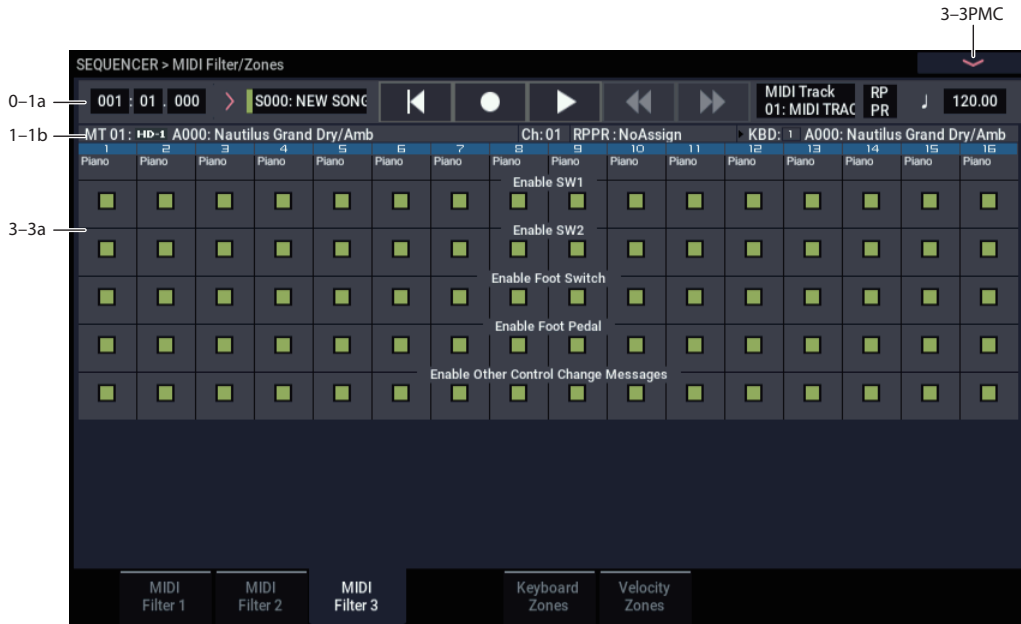 3–3PMC
SEQUENCER > MIDI Filter/Zones
0–1a
001 : 01 . 000 S000: NEW SONG MIDI Track RP ♩ 120.00
01: MIDI TRAC PR
1–1b
MT 01: HD-1 A000: Nautilus Grand Dry/Amb Ch: 01 RPPR : NoAssign KBD: 1 A000: Nautilus Grand Dry/Amb
1 2 3 4 5 6 7 8 9 10 11 12 13 14 15 16
Piano Piano Piano Piano Piano Piano Piano Piano Piano Piano Piano Piano Piano Piano Piano Piano
Enable SW1
3–3a
Enable SW2
Enable Foot Switch
Enable Foot Pedal
Enable Other Control Change Messages
MIDI MIDI MIDI Keyboard Velocity
Filter 1 Filter 2 Filter 3 Zones Zones